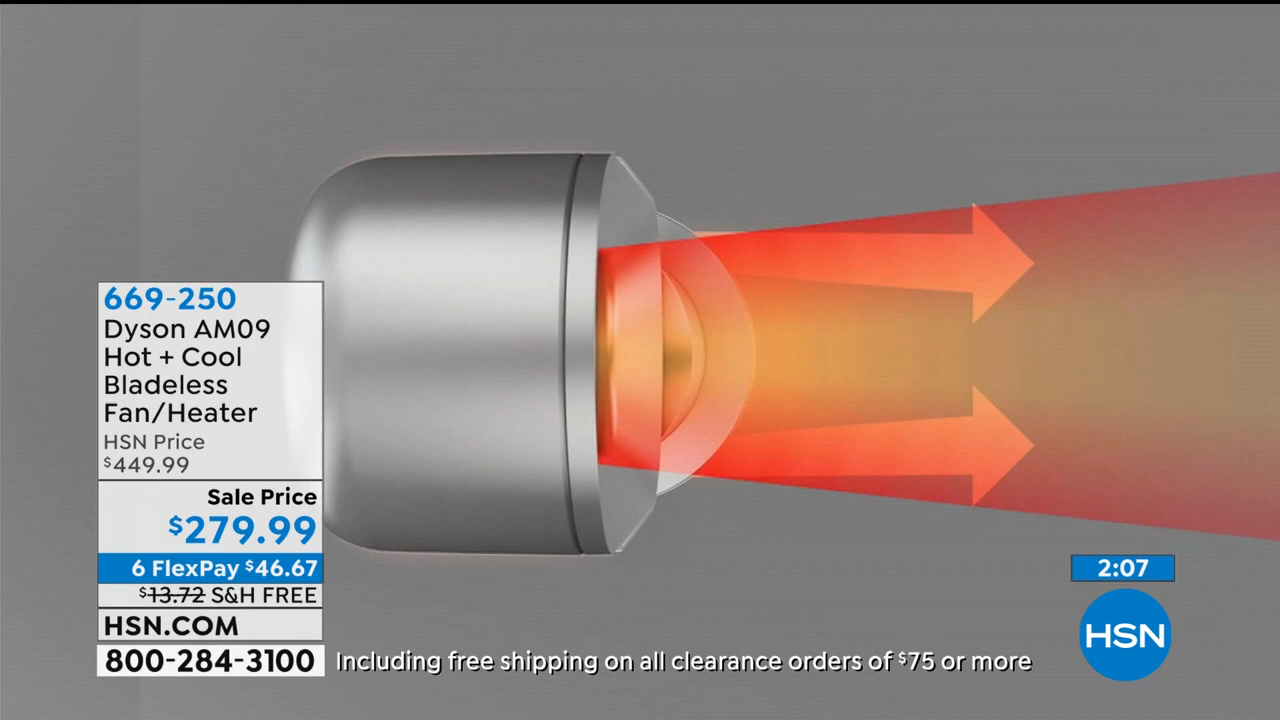 669-250
Dyson AM09
Hot + Cool
Bladeless
Fan/Heater
HSN Price
$449.99
Sale Price
$279.99
6 FlexPay $46.67
$13.72 S&H FREE
HSN.COM
800-284-3100
Including free shipping on all clearance orders of $75 or more
2:07
HSN